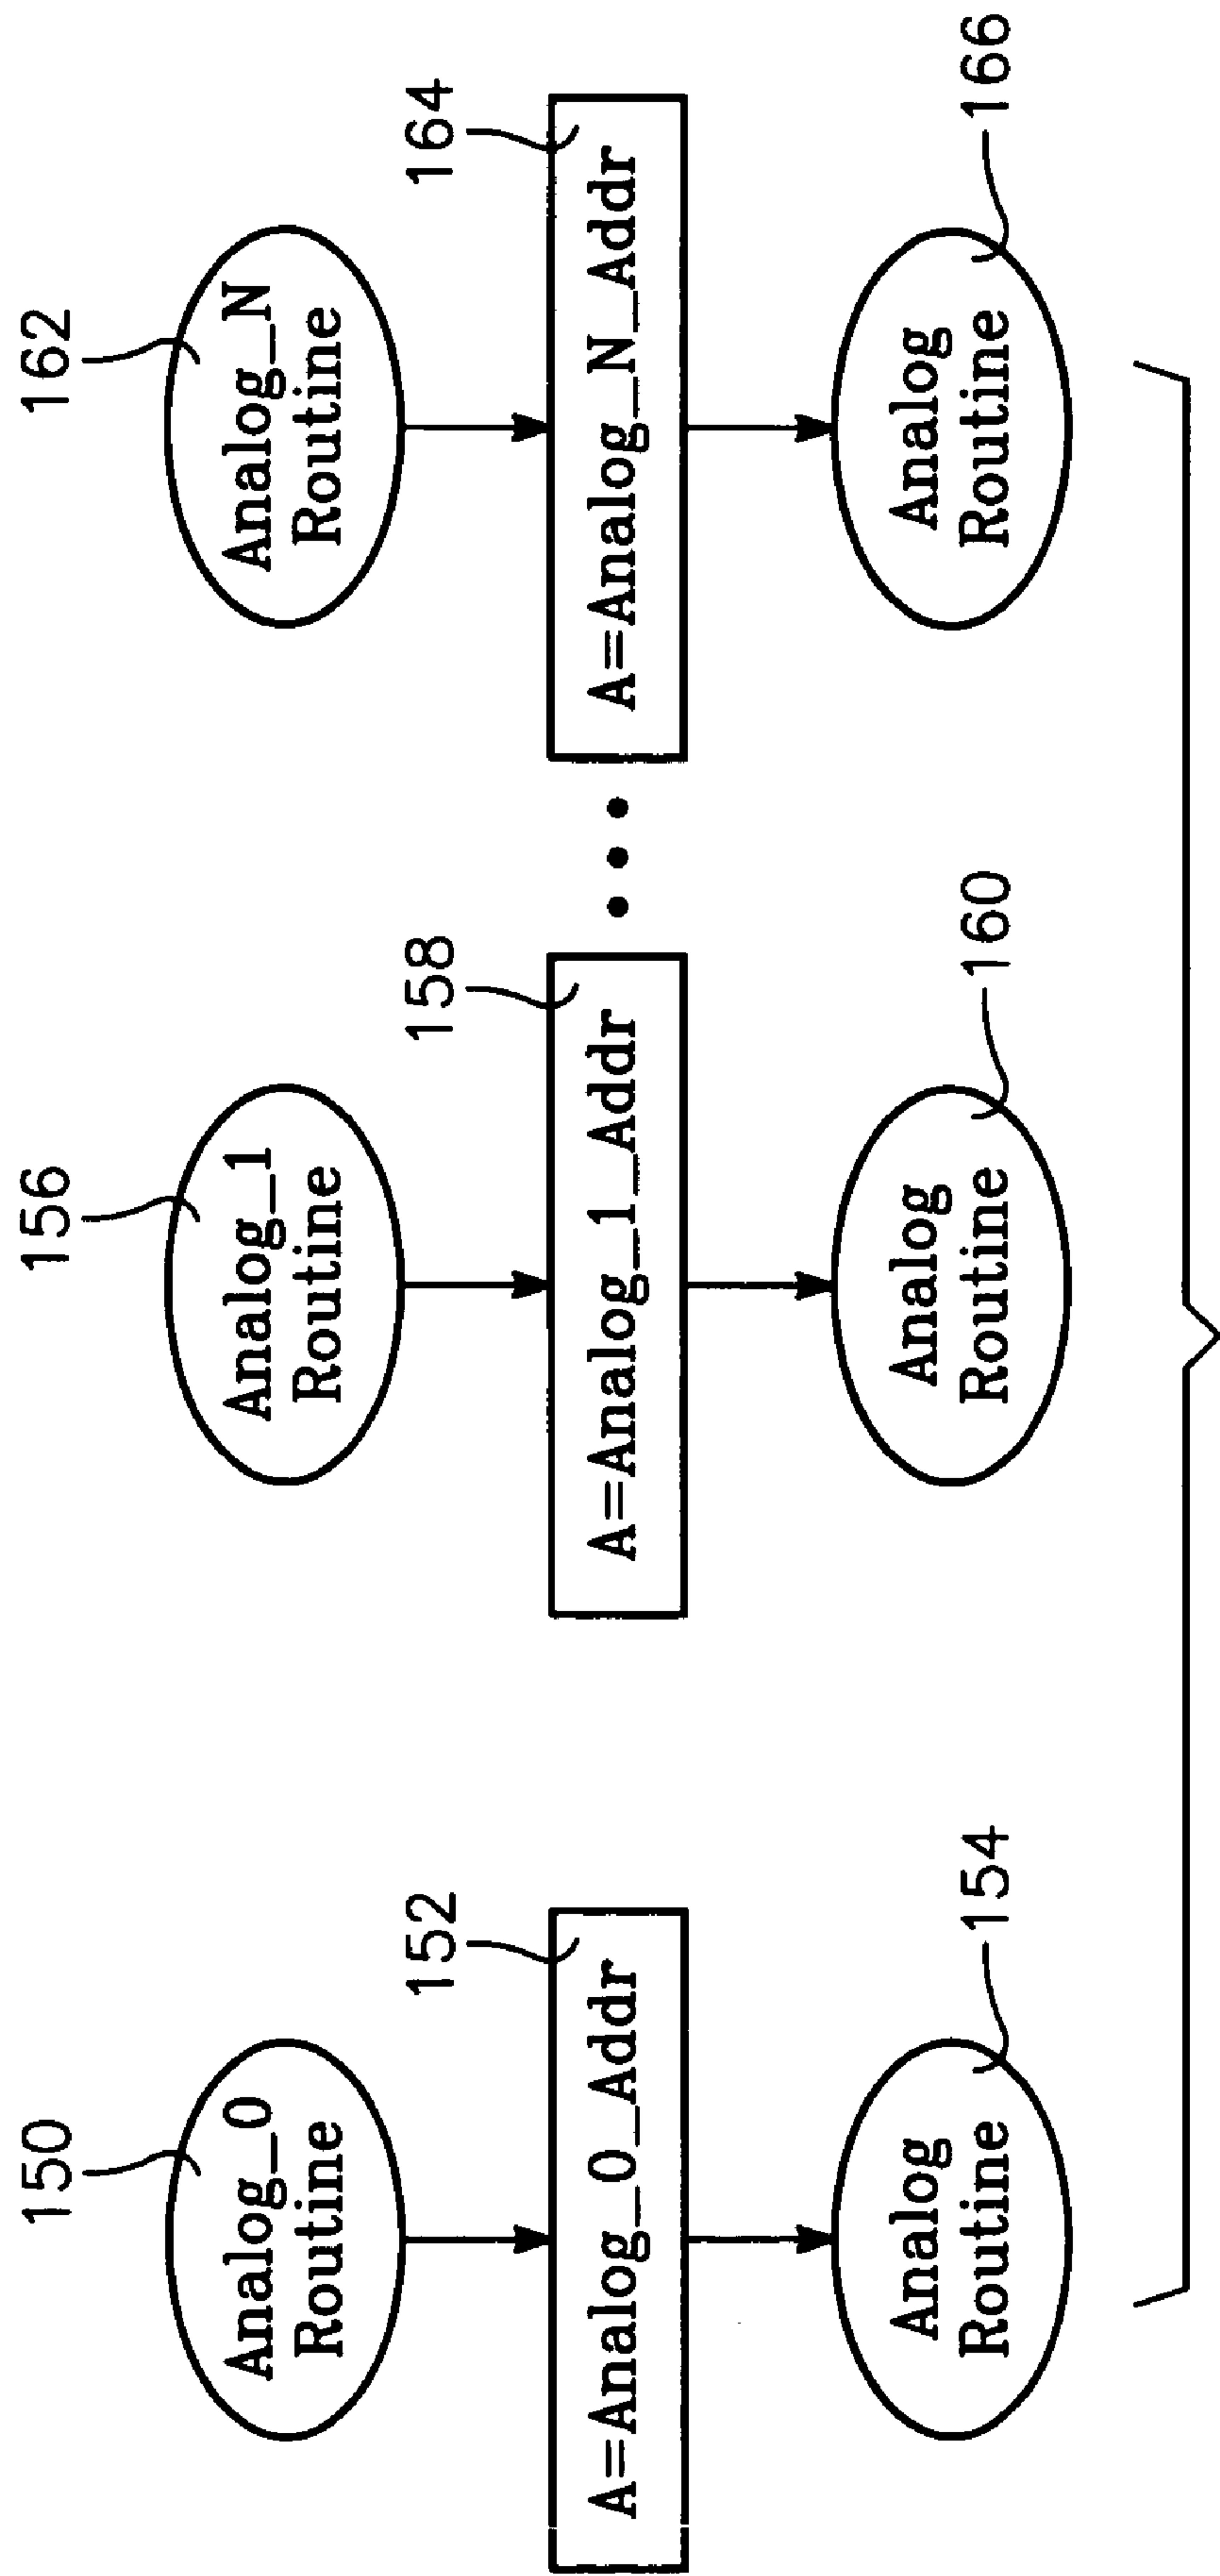 150
Analog_0
Routine
152
A=Analog_0_Addr
Analog
Routine
154
156
Analog_1
Routine
158
A=Analog_1_Addr
Analog
Routine
160
162
Analog_N
Routine
164
A=Analog_N_Addr
Analog
Routine
166